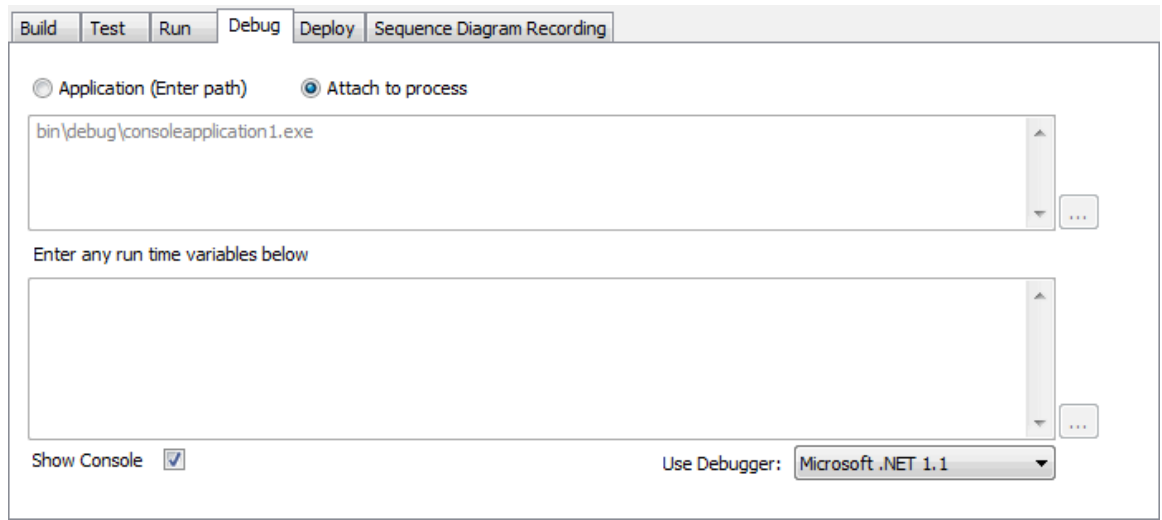 Build Test Run Debug Deploy Sequence Diagram Recording
Application (Enter path) Attach to process
bin\debug\consoleapplication1.exe
...
Enter any run time variables below
...
Show Console Use Debugger: Microsoft .NET 1.1